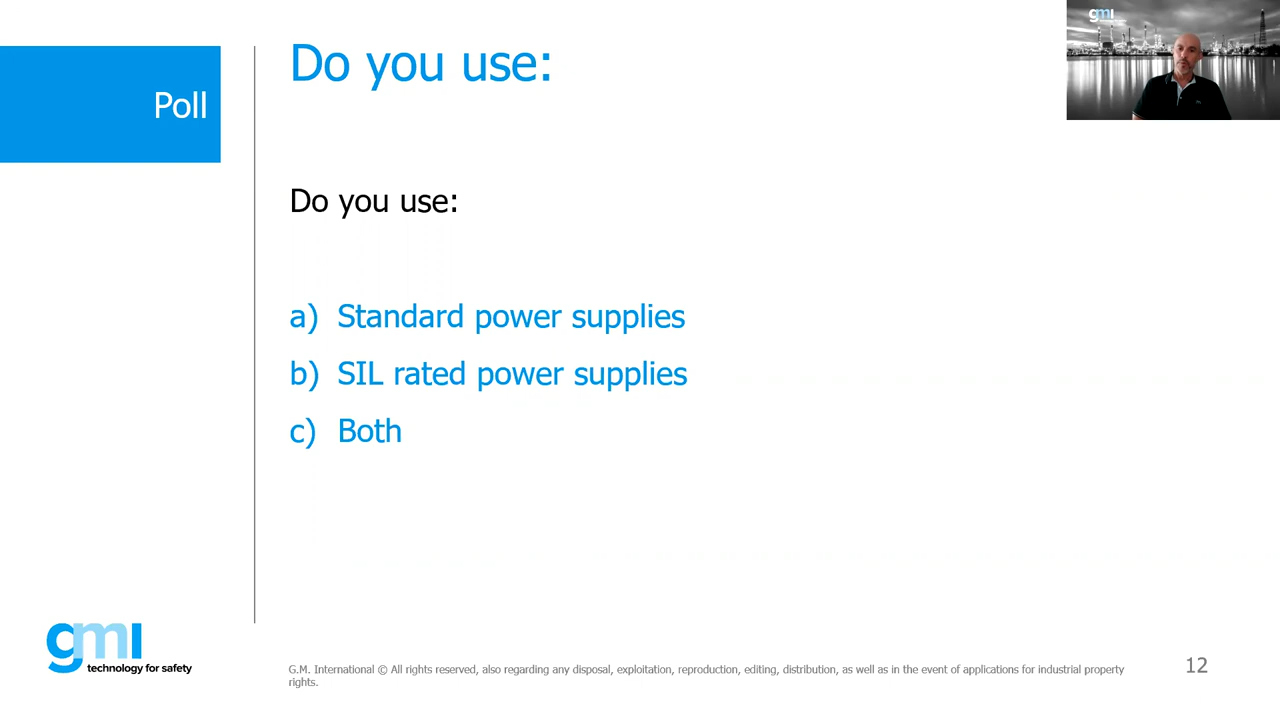 Poll
Do you use:
gmi
Do you use:
a) Standard power supplies
b) SIL rated power supplies
c) Both
gmi
technology for safety
G.M. International © All rights reserved, also regarding any disposal, exploitation, reproduction, editing, distribution, as well as in the event of applications for industrial property
rights.
12